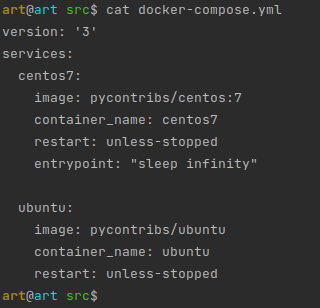 art@art src$ cat docker-compose.yml
version: '3'
services:
  centos7:
    image: pycontribs/centos:7
    container_name: centos7
    restart: unless-stopped
    entrypoint: "sleep infinity"

  ubuntu:
    image: pycontribs/ubuntu
    container_name: ubuntu
    restart: unless-stopped
art@art src$